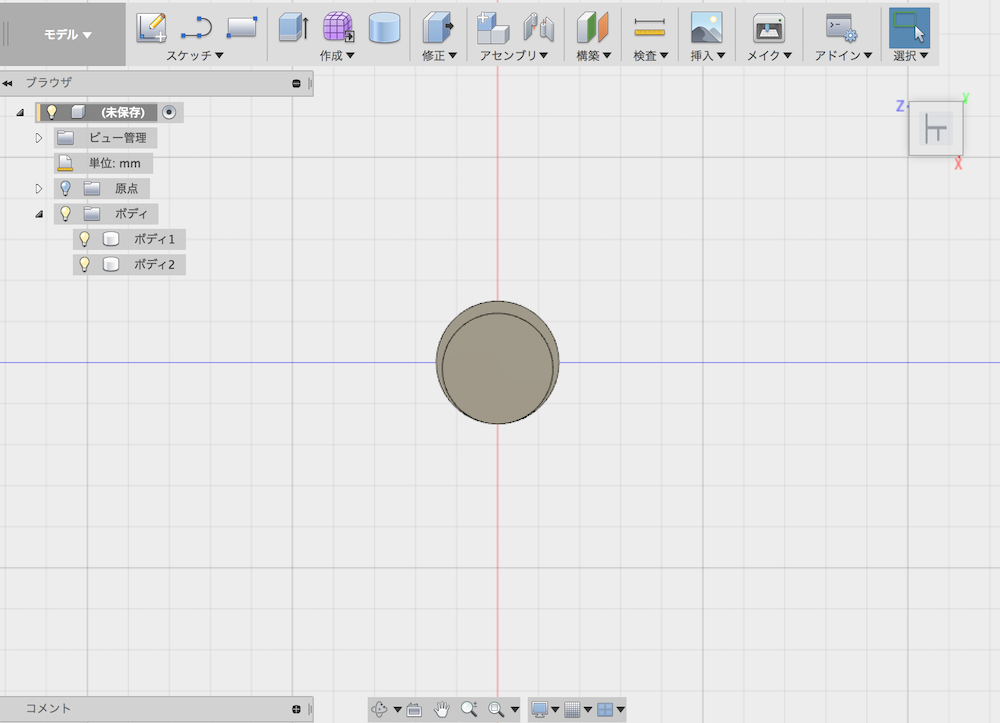 モデル▼
スケッチ▼
作成▼
修正▼
アセンブリ▼
構築▼
検査▼
挿入▼
メイク▼
アドイン▼
選択▼
ブラウザ
(未保存)
ビュー管理
単位: mm
原点
ボディ
ボディ1
ボディ2
Z
Y
X
上
コメント